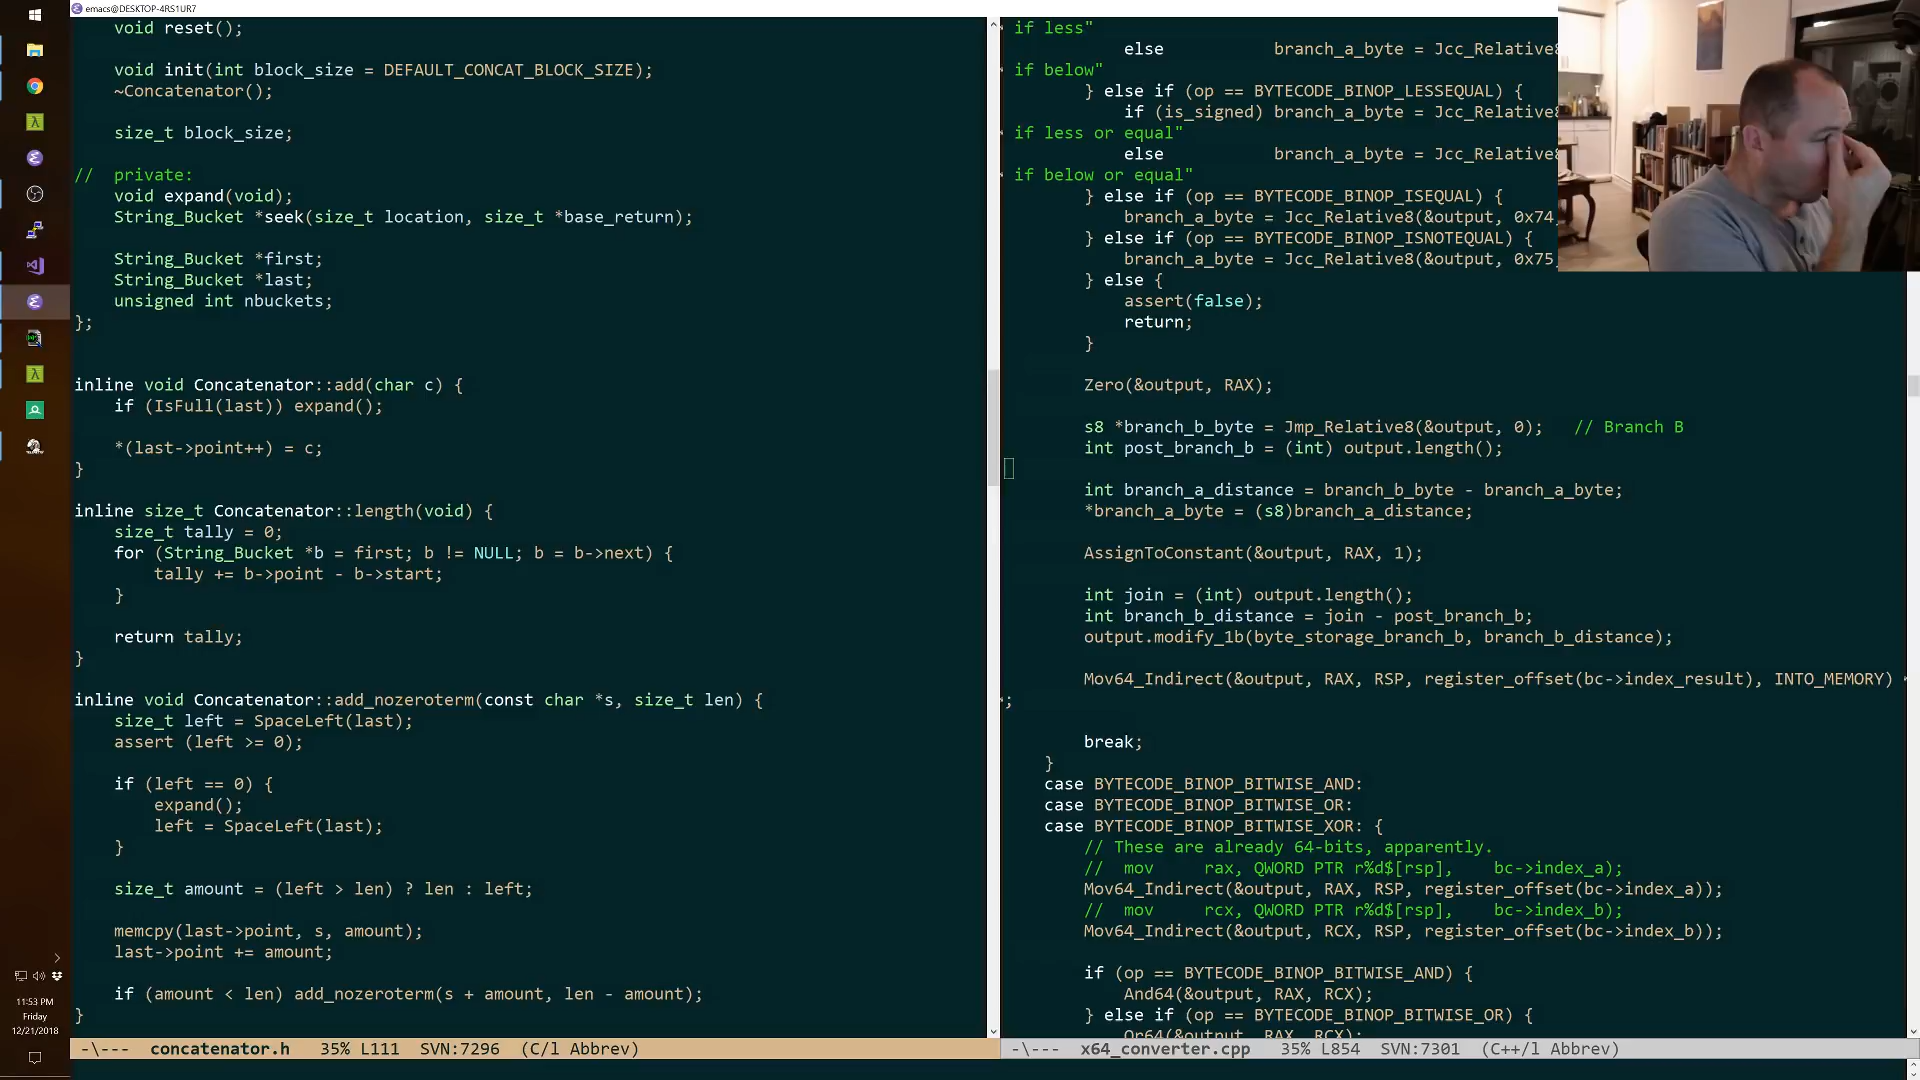 emacs@DESKTOP-4RS1UR7
void reset();
void init(int block_size = DEFAULT_CONCAT_BLOCK_SIZE);
~Concatenator();
size_t block_size;
//  private:
void expand(void);
String_Bucket *seek(size_t location, size_t *base_return);
String_Bucket *first;
String_Bucket *last;
unsigned int nbuckets;
};
inline void Concatenator::add(char c) {
if (IsFull(last)) expand();
*(last->point++) = c;
}
inline size_t Concatenator::length(void) {
size_t tally = 0;
for (String_Bucket *b = first; b != NULL; b = b->next) {
tally += b->point - b->start;
}
return tally;
}
inline void Concatenator::add_nozeroterm(const char *s, size_t len) {
size_t left = SpaceLeft(last);
assert (left >= 0);
if (left == 0) {
expand();
left = SpaceLeft(last);
}
size_t amount = (left > len) ? len : left;
memcpy(last->point, s, amount);
last->point += amount;
if (amount < len) add_nozeroterm(s + amount, len - amount);
}
-\---  concatenator.h   35% L111  SVN:7296  (C/l Abbrev)
if less"
else           branch_a_byte = Jcc_Relative8
if below"
} else if (op == BYTECODE_BINOP_LESSEQUAL) {
if (is_signed) branch_a_byte = Jcc_Relative8
if less or equal"
else           branch_a_byte = Jcc_Relative8
if below or equal"
} else if (op == BYTECODE_BINOP_ISEQUAL) {
branch_a_byte = Jcc_Relative8(&output, 0x74,
} else if (op == BYTECODE_BINOP_ISNOTEQUAL) {
branch_a_byte = Jcc_Relative8(&output, 0x75,
} else {
assert(false);
return;
}
Zero(&output, RAX);
s8 *branch_b_byte = Jmp_Relative8(&output, 0);   // Branch B
int post_branch_b = (int) output.length();
int branch_a_distance = branch_b_byte - branch_a_byte;
*branch_a_byte = (s8)branch_a_distance;
AssignToConstant(&output, RAX, 1);
int join = (int) output.length();
int branch_b_distance = join - post_branch_b;
output.modify_1b(byte_storage_branch_b, branch_b_distance);
Mov64_Indirect(&output, RAX, RSP, register_offset(bc->index_result), INTO_MEMORY)
;
break;
}
case BYTECODE_BINOP_BITWISE_AND:
case BYTECODE_BINOP_BITWISE_OR:
case BYTECODE_BINOP_BITWISE_XOR: {
// These are already 64-bits, apparently.
//  mov     rax, QWORD PTR r%d$[rsp],    bc->index_a);
Mov64_Indirect(&output, RAX, RSP, register_offset(bc->index_a));
//  mov     rcx, QWORD PTR r%d$[rsp],    bc->index_b);
Mov64_Indirect(&output, RCX, RSP, register_offset(bc->index_b));
if (op == BYTECODE_BINOP_BITWISE_AND) {
And64(&output, RAX, RCX);
} else if (op == BYTECODE_BINOP_BITWISE_OR) {
Or64(&output, RAX, RCX);
-\---  x64_converter.cpp   35% L854  SVN:7301  (C++/l Abbrev)
11:53 PM
Friday
12/21/2018